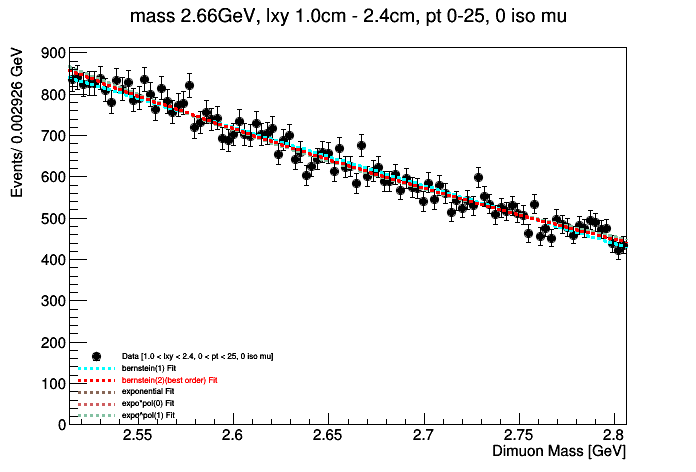 mass 2.66GeV, lxy 1.0cm - 2.4cm, pt 0-25, 0 iso mu
Events/ 0.002926 GeV
900
800
700
600
500
400
300
200
100
0
Data [1.0 < lxy < 2.4, 0 < pt < 25, 0 iso mu]
bernstein(1) Fit
bernstein(2)(best order) Fit
exponential Fit
expo*pol(0) Fit
expq^pol(1) Fit
2.55
2.6
2.65
2.7
2.75
2.8
Dimuon Mass [GeV]